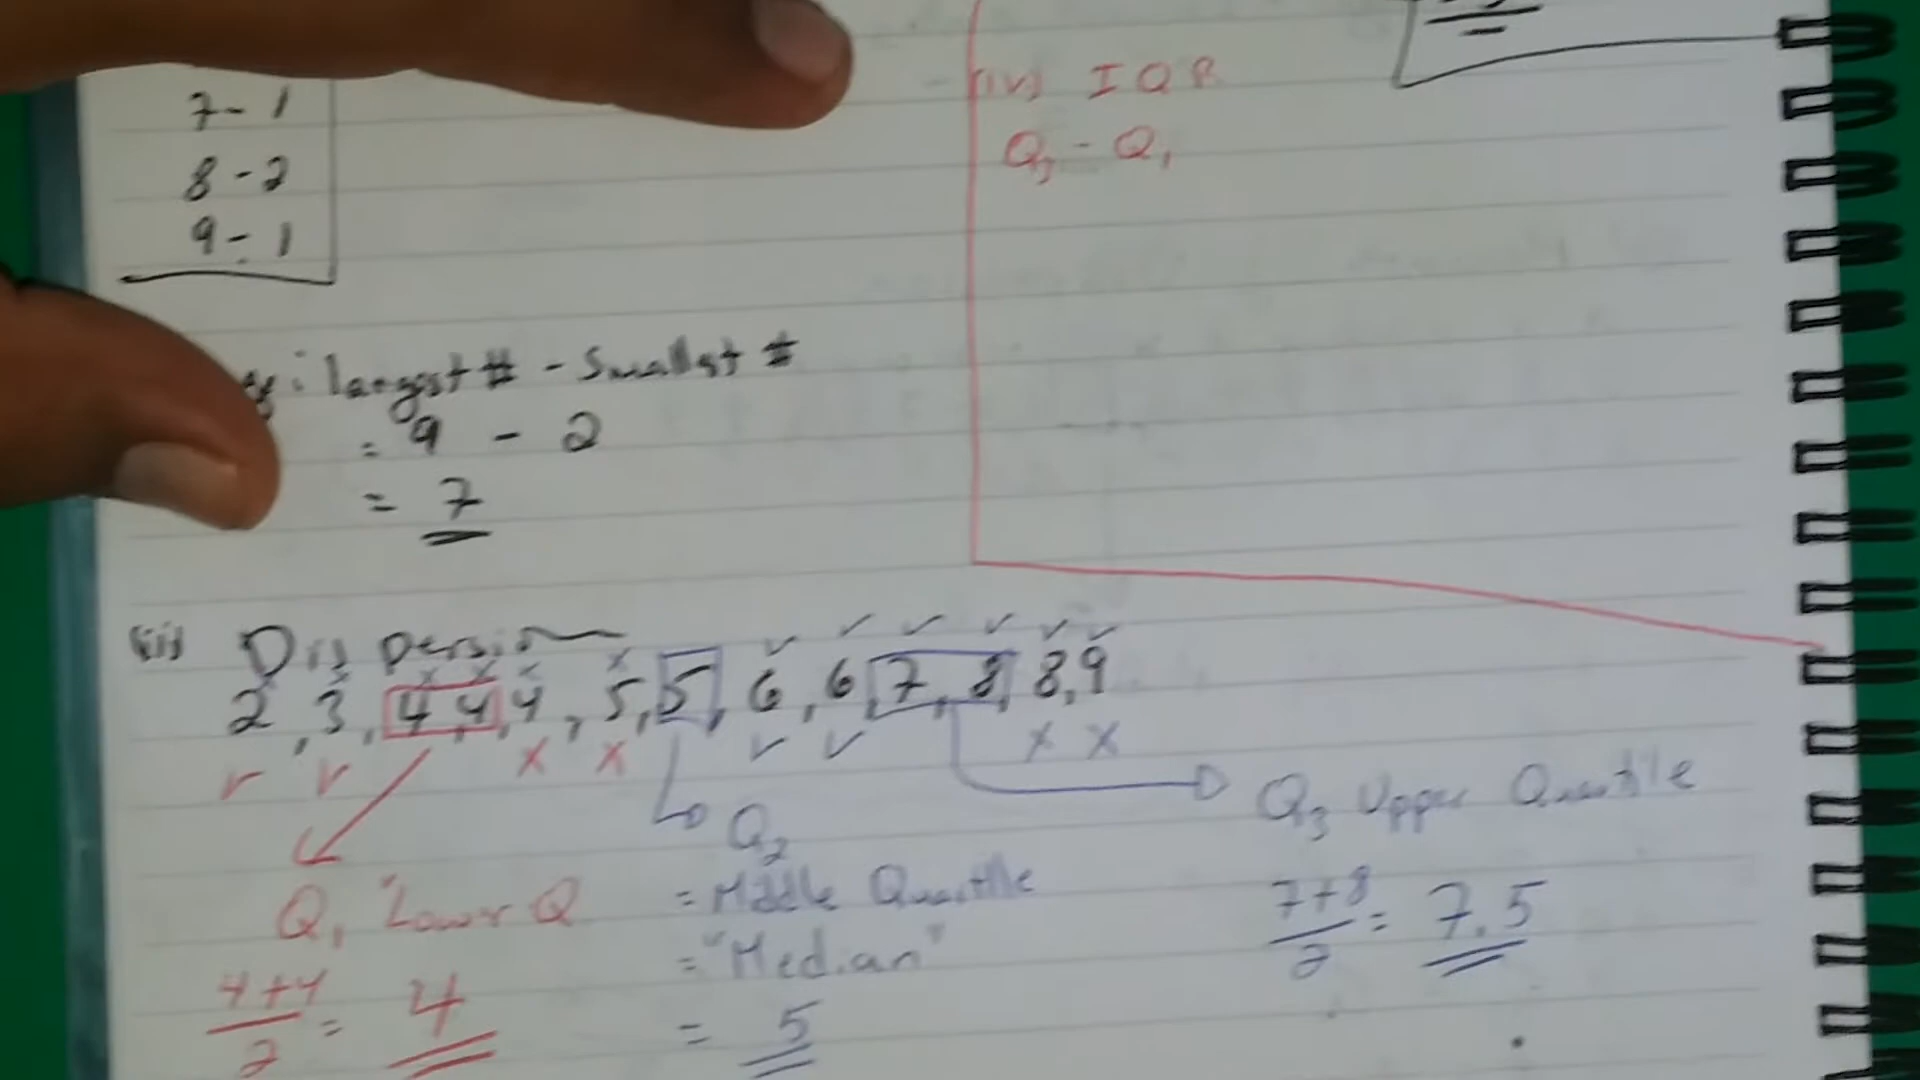 7 - 1
8 - 2
9 - 1
: largest # - Smallest #
= 9 - 2
= 7
(iv) IQR
Q3 - Q1
(iii) Dispersion
2, 3, 4, 4, 4, 5, 5, 6, 6, 7, 8, 8, 9
Q1 "Lower Q
4+4/2 = 4
Q2
= Middle Quartile
= "Median"
= 5
Q3 Upper Quartile
7+8/2 = 7.5